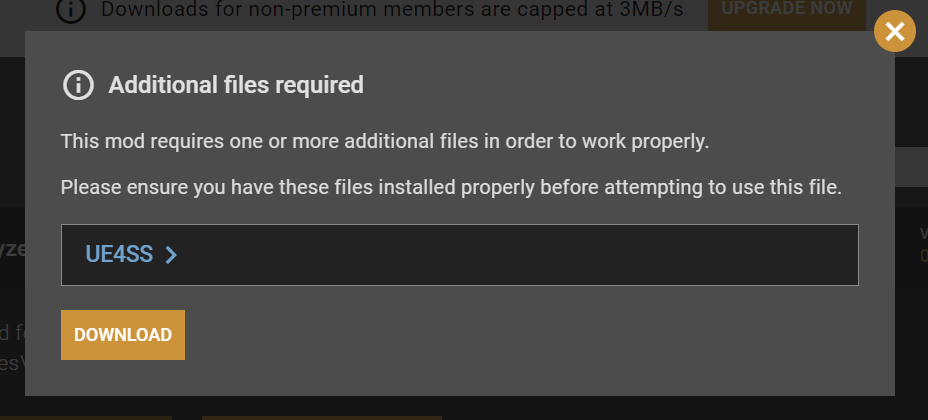 Downloads for non-premium members are capped at 3MB/s
UPGRADE NOW
Additional files required
This mod requires one or more additional files in order to work properly.
Please ensure you have these files installed properly before attempting to use this file.
UE4SS
DOWNLOAD